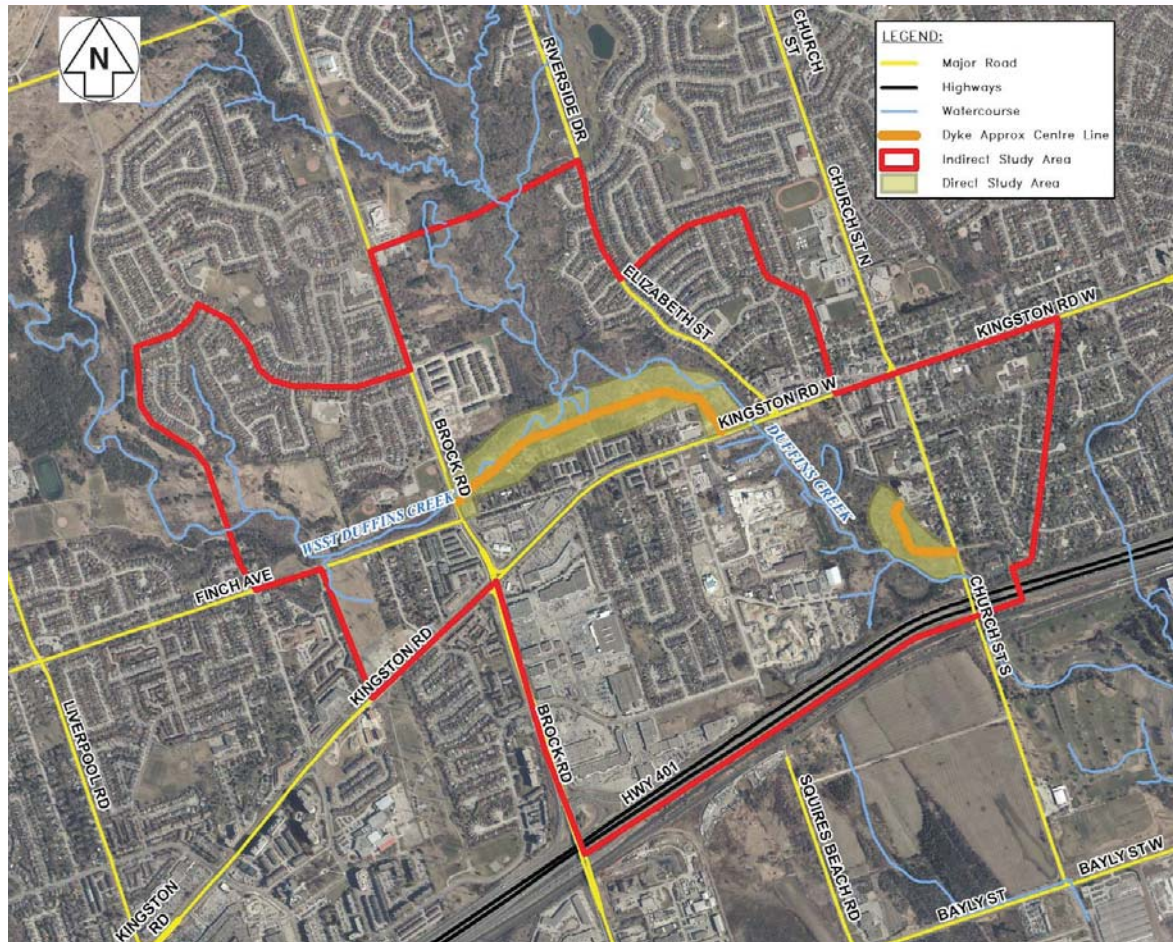 N
RIVERSIDE DR
CHURCH
ST
LEGEND:
Major Road
Highways
Watercourse
Dyke Approx Centre Line
Indirect Study Area
Direct Study Area
CHURCH ST N
ELIZABETH ST
KINGSTON RD W
KINGSTON RD W
BROCK RD
DUFFINS CREEK
WSST DUFFINS CREEK
FINCH AVE
KINGSTON RD
CHURCH ST S
LIVERPOOL RD
BROCK RD
HWY 401
SQUIRES BEACH RD
BAYLY ST W
BAYLY ST
KINGSTON
RD